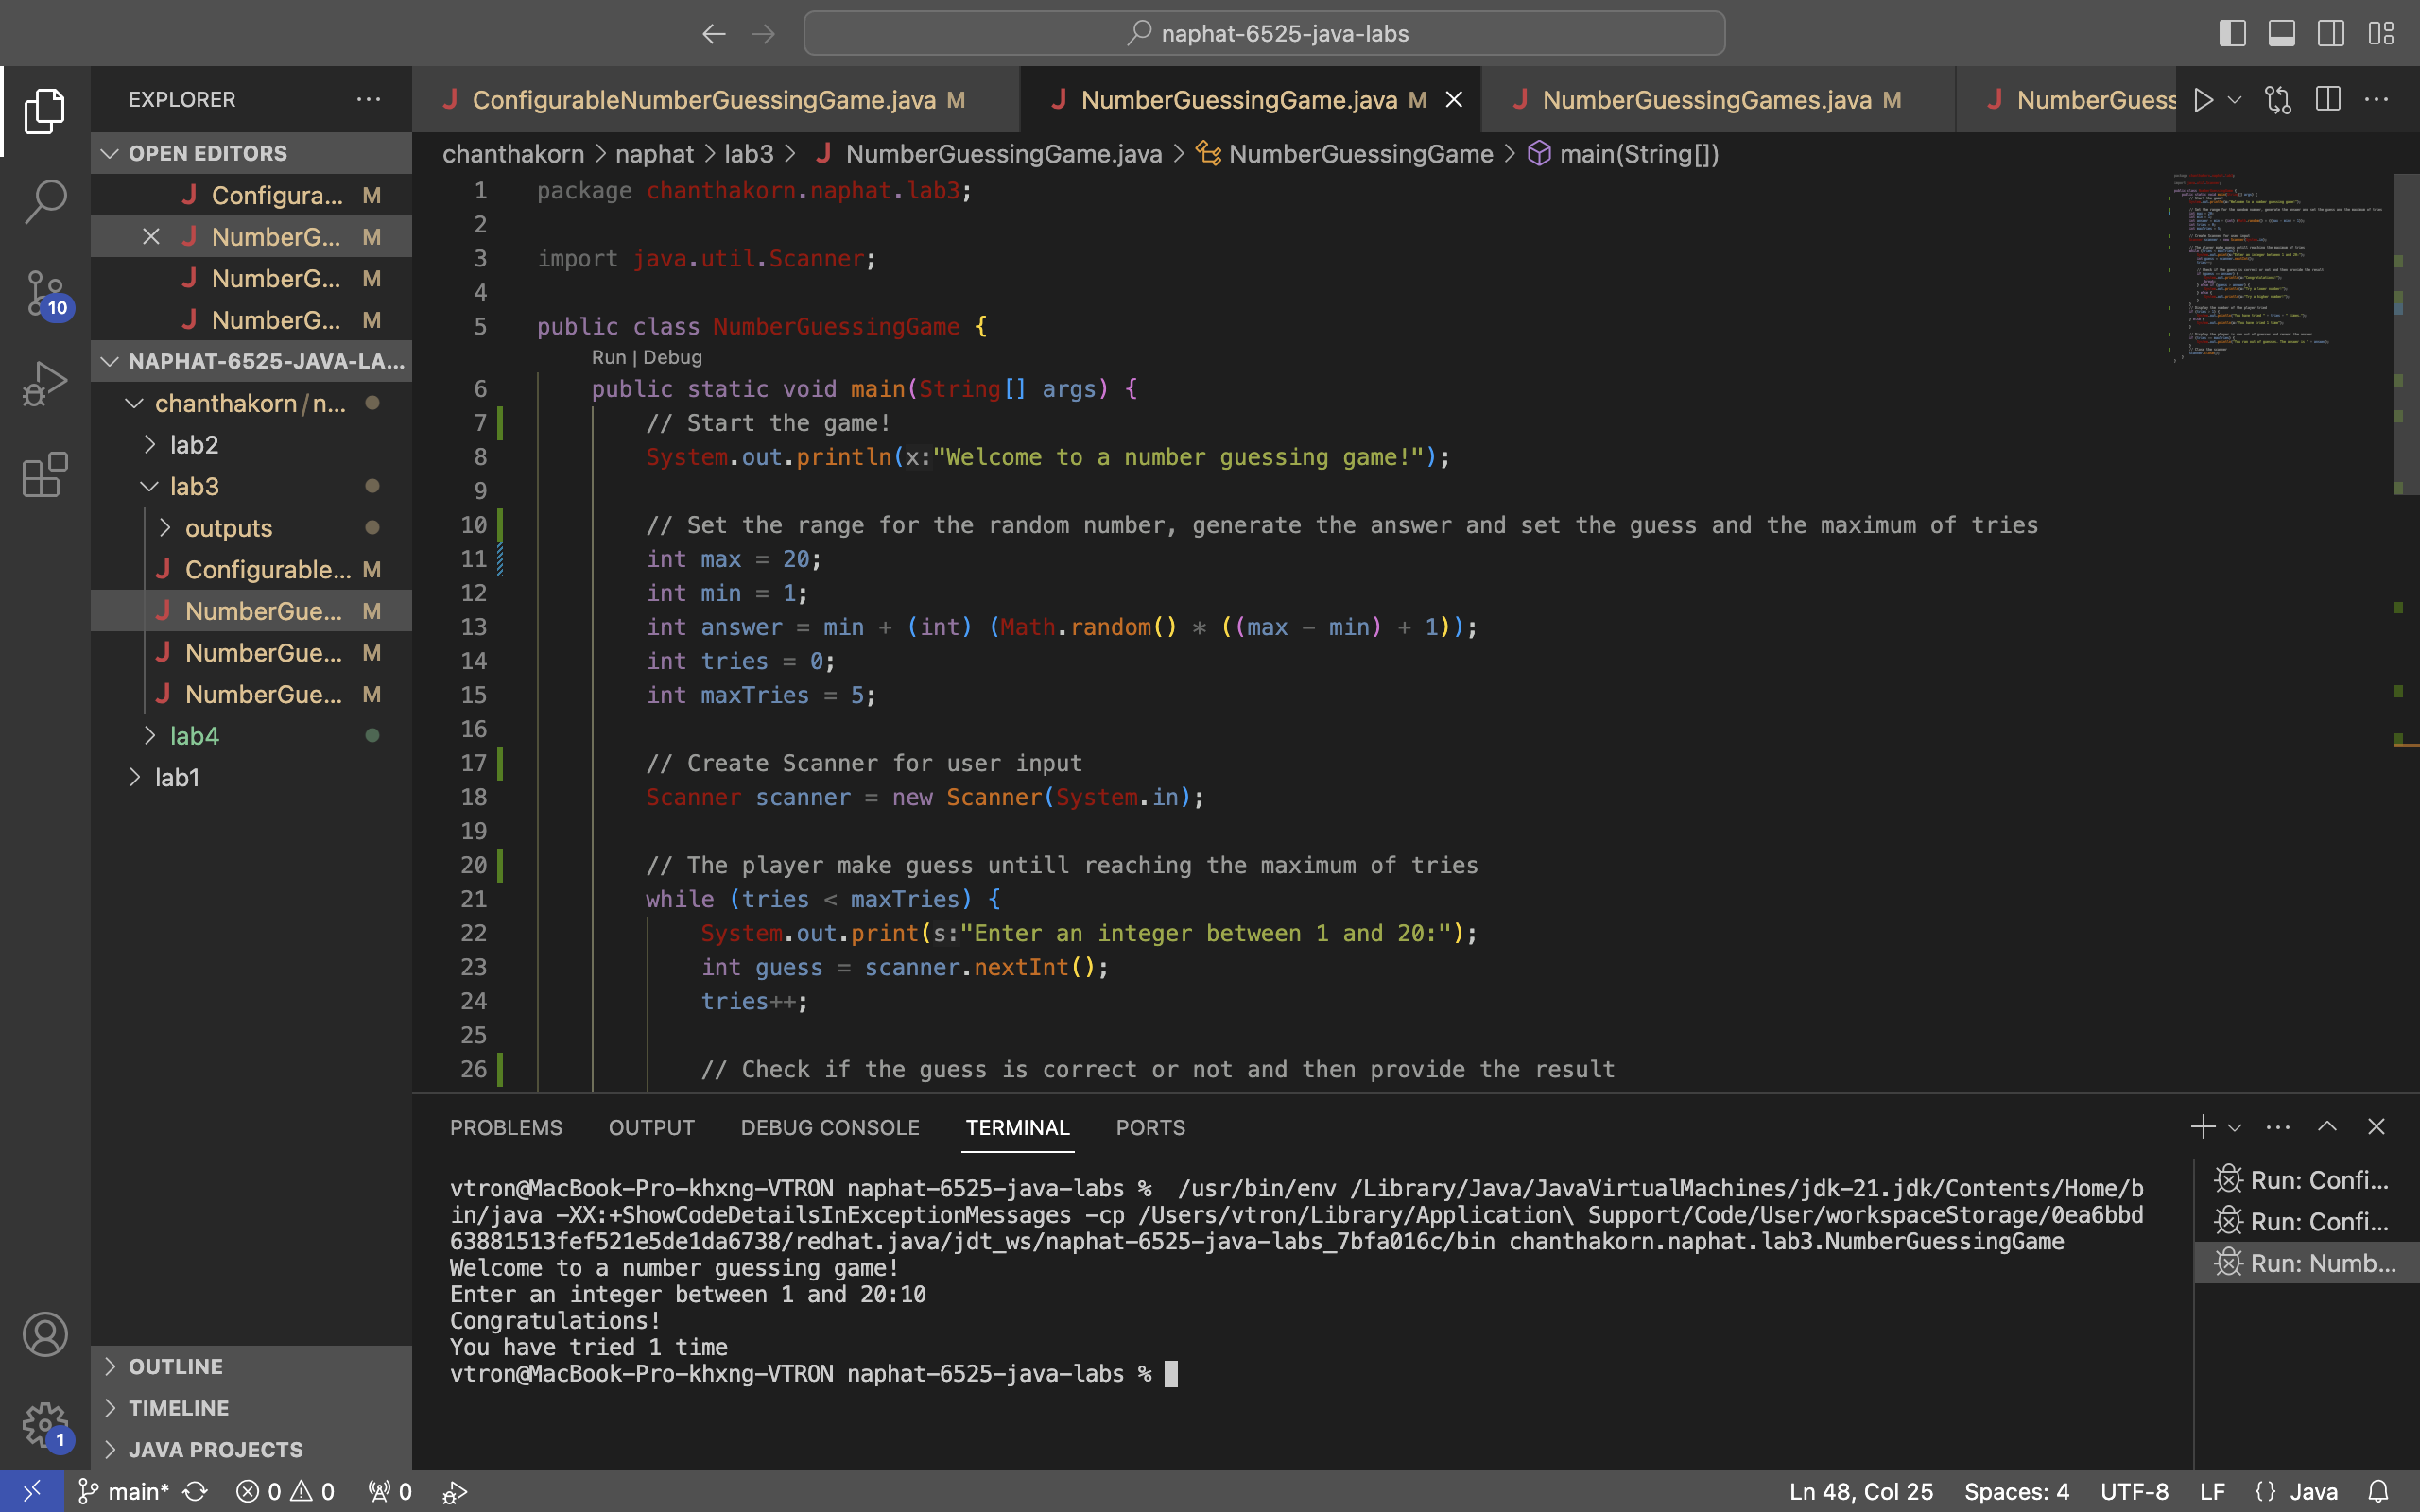 naphat-6525-java-labs
EXPLORER
ConfigurableNumberGuessingGame.java M
NumberGuessingGame.java M
NumberGuessingGames.java M
NumberGuess
OPEN EDITORS
Configura... M
NumberG... M
NumberG... M
NumberG... M
NAPHAT-6525-JAVA-LA...
chanthakorn/n...
lab2
lab3
outputs
Configurable... M
NumberGue... M
NumberGue... M
NumberGue... M
lab4
lab1
OUTLINE
TIMELINE
JAVA PROJECTS
10
1
chanthakorn > naphat > lab3 > NumberGuessingGame.java > NumberGuessingGame > main(String[])
1 package chanthakorn.naphat.lab3;
2
3 import java.util.Scanner;
4
5 public class NumberGuessingGame {
Run | Debug
6 public static void main(String[] args) {
7 // Start the game!
8 System.out.println(x:"Welcome to a number guessing game!");
9
10 // Set the range for the random number, generate the answer and set the guess and the maximum of tries
11 int max = 20;
12 int min = 1;
13 int answer = min + (int) (Math.random() * ((max - min) + 1));
14 int tries = 0;
15 int maxTries = 5;
16
17 // Create Scanner for user input
18 Scanner scanner = new Scanner(System.in);
19
20 // The player make guess untill reaching the maximum of tries
21 while (tries < maxTries) {
22 System.out.print(s:"Enter an integer between 1 and 20:");
23 int guess = scanner.nextInt();
24 tries++;
25
26 // Check if the guess is correct or not and then provide the result
PROBLEMS OUTPUT DEBUG CONSOLE TERMINAL PORTS
vtron@MacBook-Pro-khxng-VTRON naphat-6525-java-labs %  /usr/bin/env /Library/Java/JavaVirtualMachines/jdk-21.jdk/Contents/Home/b
in/java -XX:+ShowCodeDetailsInExceptionMessages -cp /Users/vtron/Library/Application\ Support/Code/User/workspaceStorage/0ea6bbd
63881513fef521e5de1da6738/redhat.java/jdt_ws/naphat-6525-java-labs_7bfa016c/bin chanthakorn.naphat.lab3.NumberGuessingGame
Welcome to a number guessing game!
Enter an integer between 1 and 20:10
Congratulations!
You have tried 1 time
vtron@MacBook-Pro-khxng-VTRON naphat-6525-java-labs %
Run: Confi...
Run: Confi...
Run: Numb...
main* 0 0 0 Ln 48, Col 25 Spaces: 4 UTF-8 LF {} Java